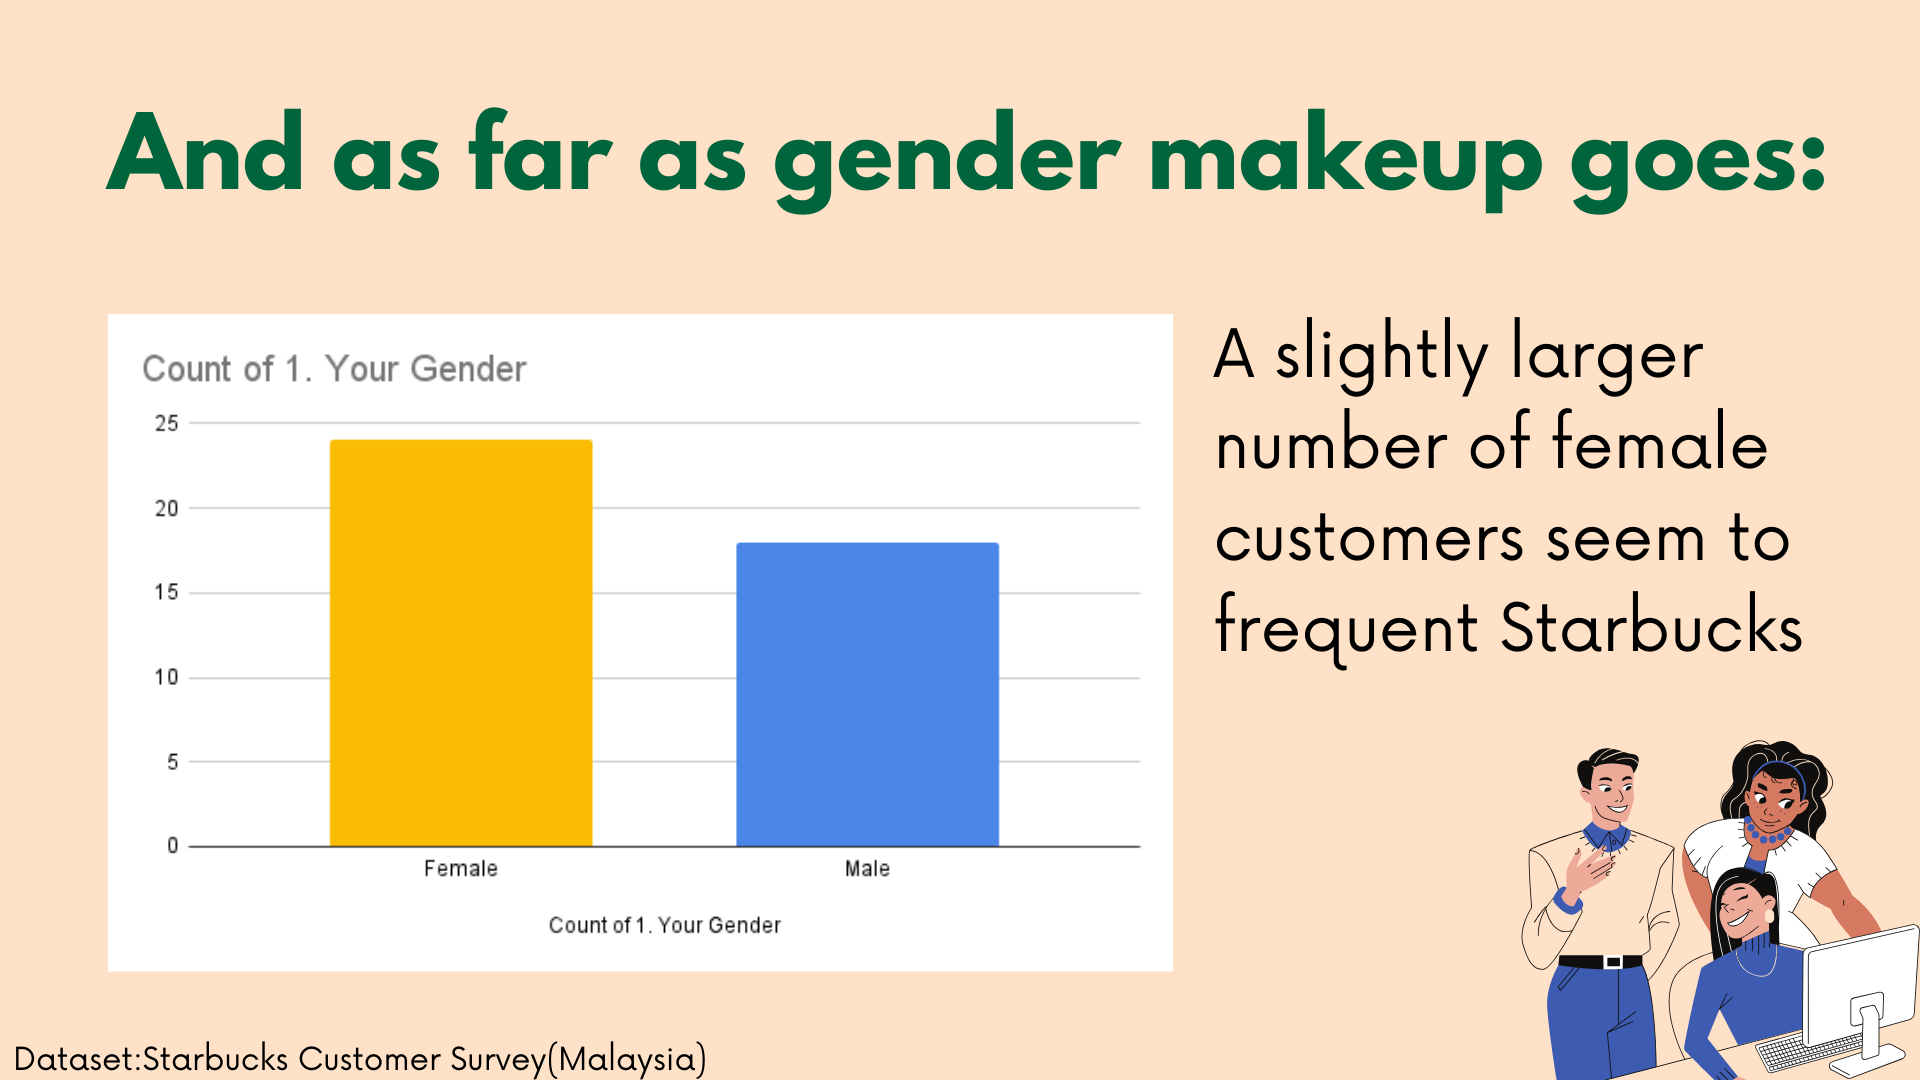 And as far as gender makeup goes:
Count of 1. Your Gender
25
20
15
10
5
0
Female Male
Count of 1. Your Gender
A slightly larger
number of female
customers seem to
frequent Starbucks
Dataset:Starbucks Customer Survey(Malaysia)